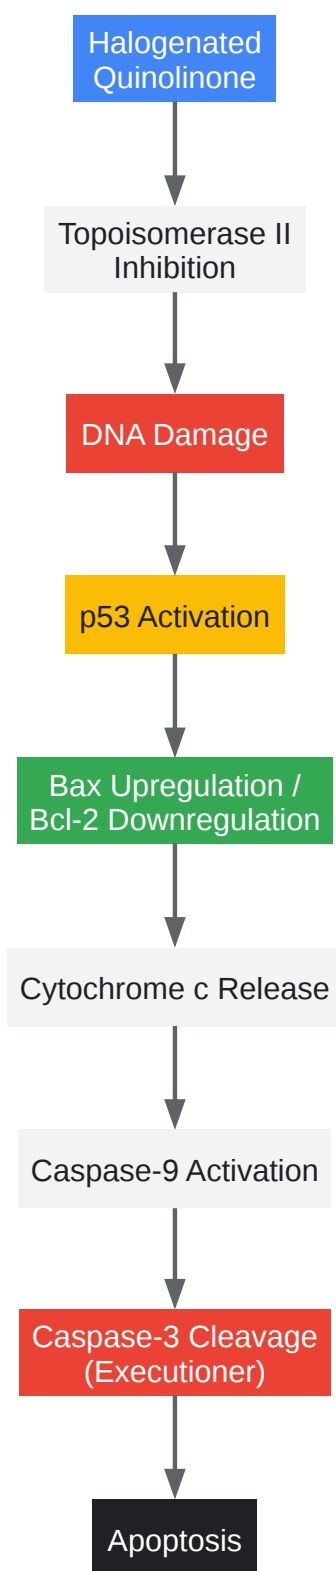 Halogenated
Quinolinone
Topoisomerase II
Inhibition
DNA Damage
p53 Activation
Bax Upregulation /
Bcl-2 Downregulation
Cytochrome c Release
Caspase-9 Activation
Caspase-3 Cleavage
(Executioner)
Apoptosis